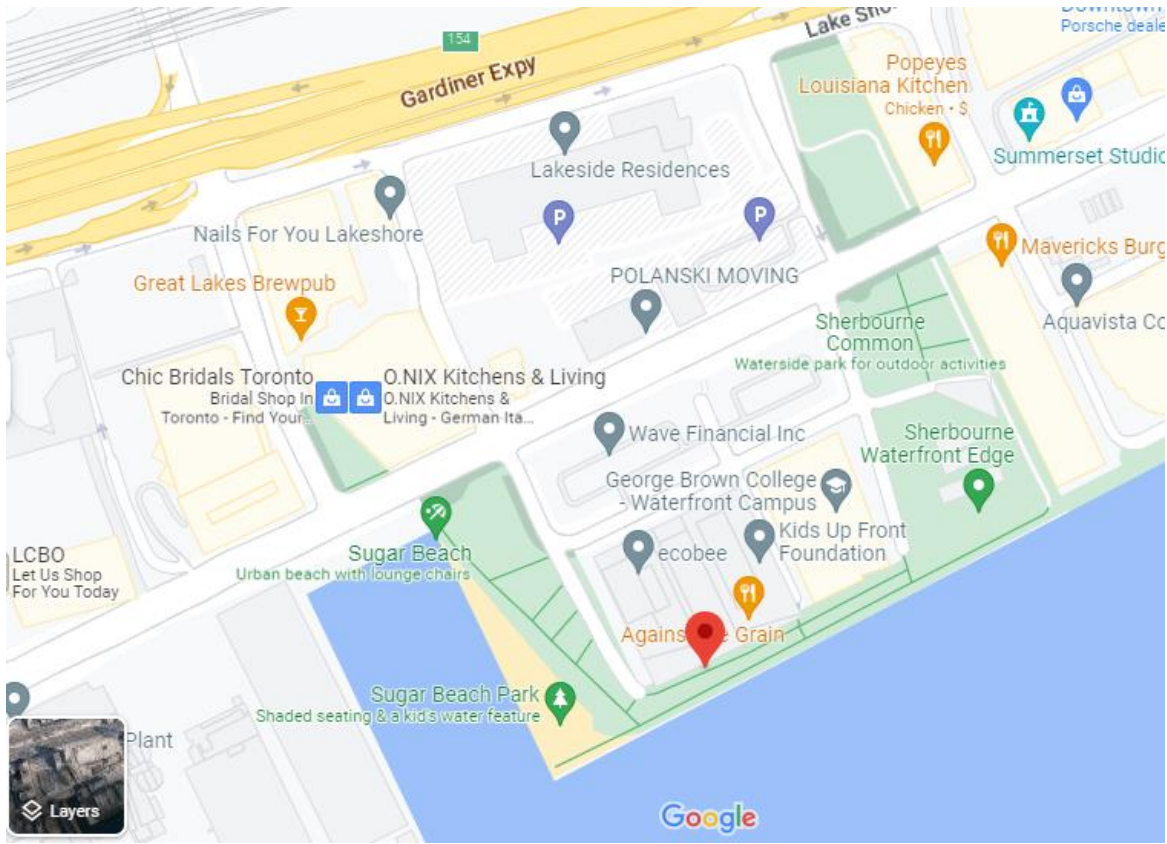 Porsche deale
154
Gardiner Expy
Lake Sho
Popeyes
Louisiana Kitchen
Chicken · $
Summerset Studio
P
Lakeside Residences
P
Nails For You Lakeshore
Great Lakes Brewpub
POLANSKI MOVING
Mavericks Burg
Aquavista Co
Sherbourne
Common
Waterside park for outdoor activities
Chic Bridals Toronto
Bridal Shop In
Toronto - Find Your...
O.NIX Kitchens & Living
O.NIX Kitchens &
Living - German Ita...
Wave Financial Inc
Sherbourne
Waterfront Edge
George Brown College
- Waterfront Campus
Kids Up Front
Foundation
ecobee
Sugar Beach
Urban beach with lounge chairs
LCBO
Let Us Shop
For You Today
Agains e Grain
Sugar Beach Park
Shaded seating & a kid's water feature
Plant
Layers
Google